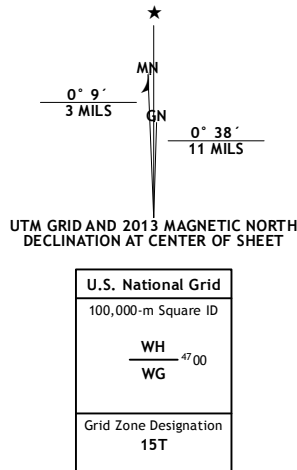 ★
MN
0° 9´
3 MILS
GN
0° 38´
11 MILS
UTM GRID AND 2013 MAGNETIC NORTH
DECLINATION AT CENTER OF SHEET
U.S. National Grid
100,000-m Square ID
WH
4700
WG
Grid Zone Designation
15T